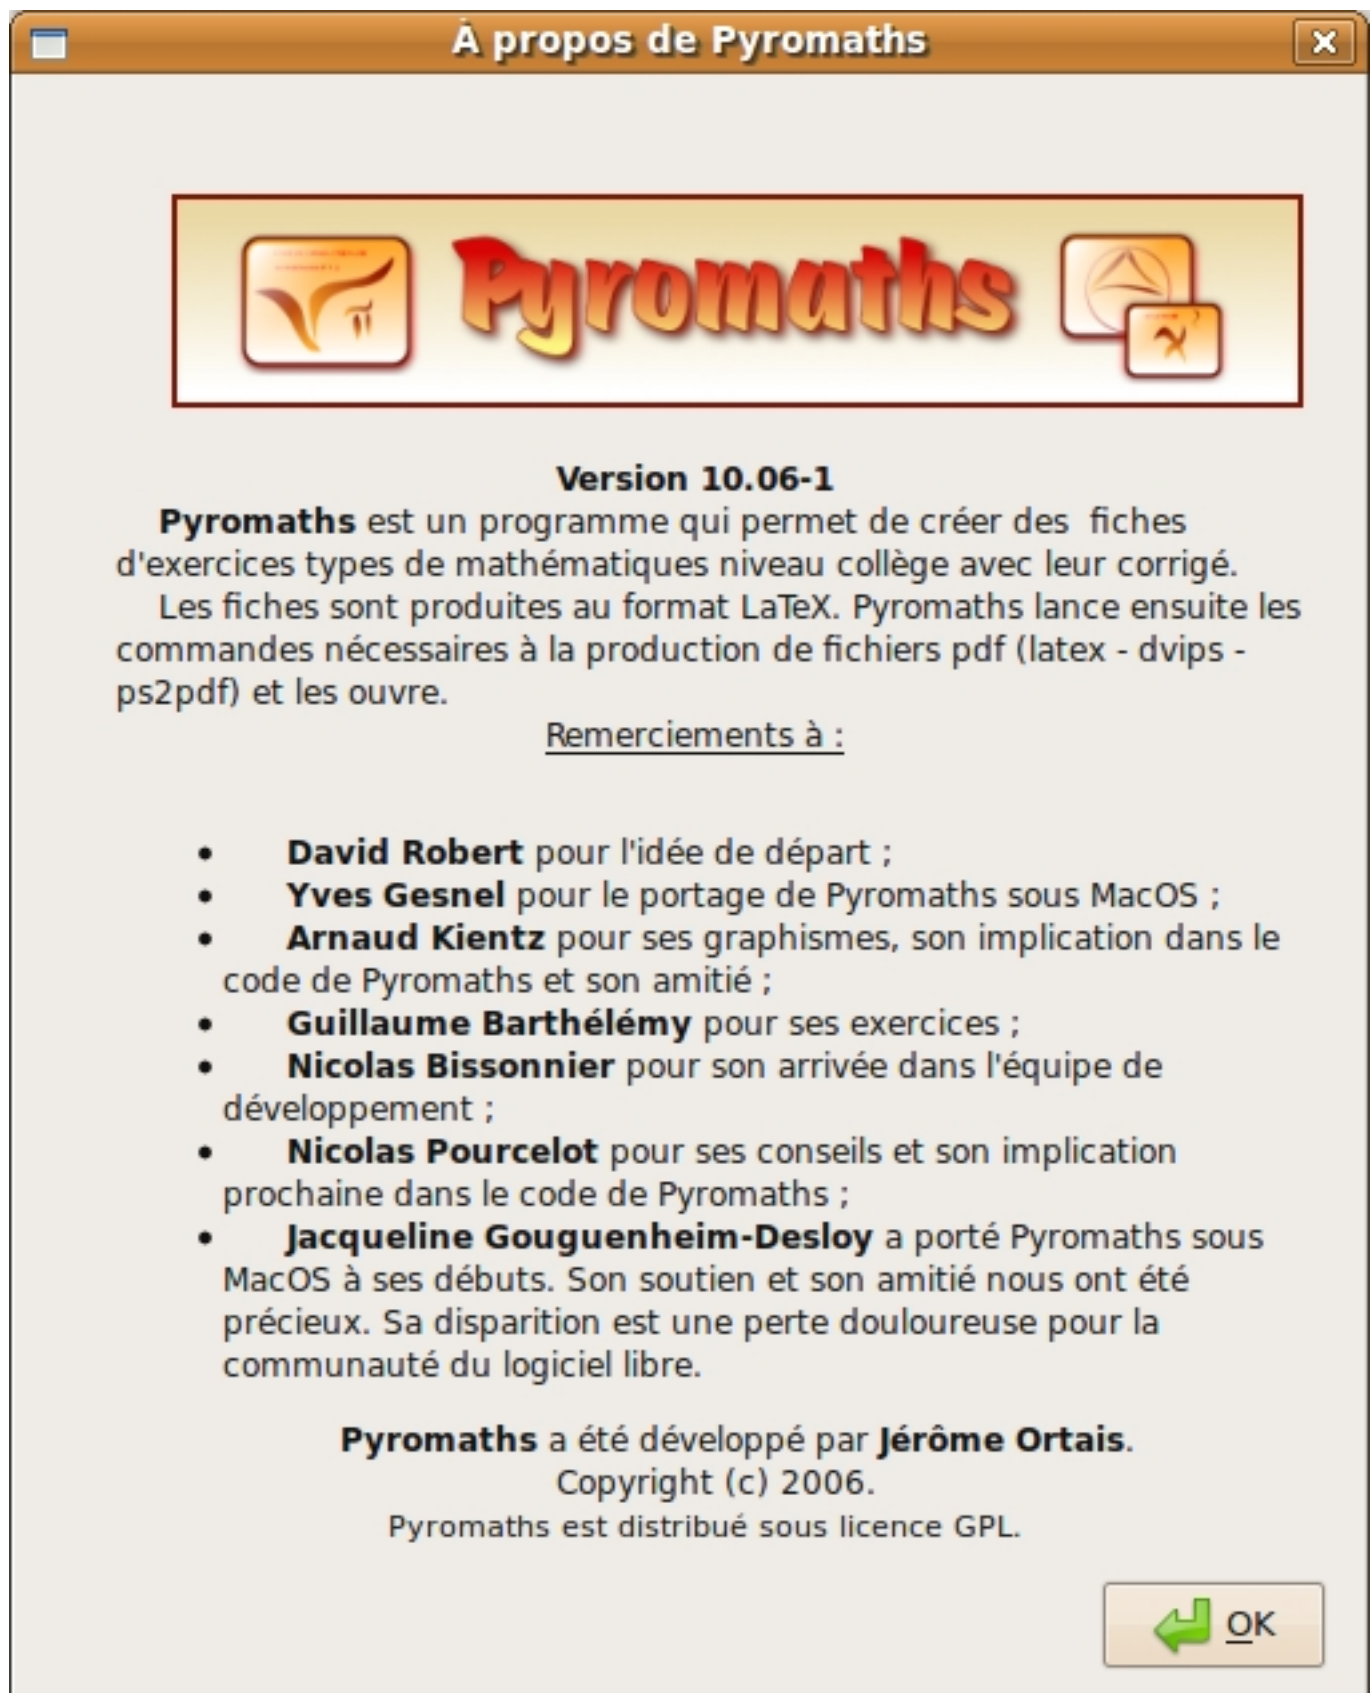 À propos de Pyromaths
Pyromaths
Version 10.06-1
Pyromaths est un programme qui permet de créer des fiches
d'exercices types de mathématiques niveau collège avec leur corrigé.
Les fiches sont produites au format LaTeX. Pyromaths lance ensuite les
commandes nécessaires à la production de fichiers pdf (latex - dvips -
ps2pdf) et les ouvre.
Remerciements à :
• David Robert pour l'idée de départ ;
• Yves Gesnel pour le portage de Pyromaths sous MacOS ;
• Arnaud Kientz pour ses graphismes, son implication dans le
code de Pyromaths et son amitié ;
• Guillaume Barthélémy pour ses exercices ;
• Nicolas Bissonnier pour son arrivée dans l'équipe de
développement ;
• Nicolas Pourcelot pour ses conseils et son implication
prochaine dans le code de Pyromaths ;
• Jacqueline Gouguenheim-Desloy a porté Pyromaths sous
MacOS à ses débuts. Son soutien et son amitié nous ont été
précieux. Sa disparition est une perte douloureuse pour la
communauté du logiciel libre.
Pyromaths a été développé par Jérôme Ortais.
Copyright (c) 2006.
Pyromaths est distribué sous licence GPL.
OK